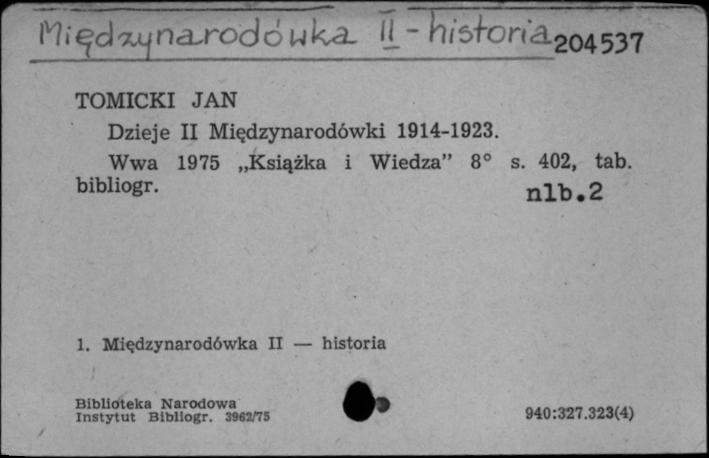 Międzynarodówka II - historia 204537
TOMICKI JAN
Dzieje II Międzynarodówki 1914-1923.
Wwa 1975 „Książka i Wiedza” 8° s. 402, tab.
bibliogr. nlb.2
1. Międzynarodówka II — historia
Biblioteka Narodowa
Instytut Bibliogr. 3962/75 940:327.323(4)